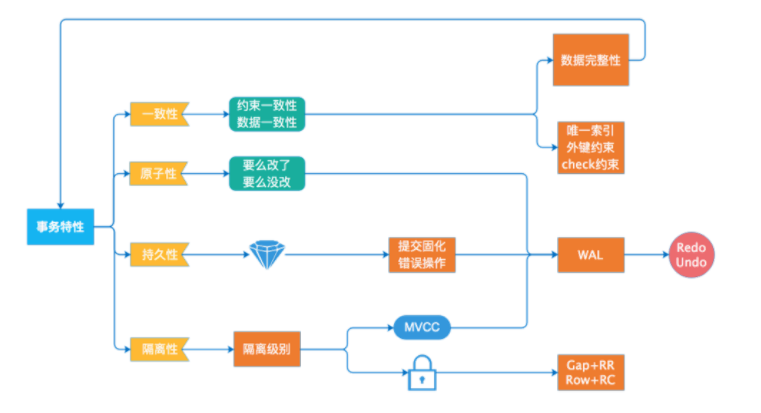 数据完整性
一致性
约束一致性
数据一致性
唯一索引
外键约束
check约束
原子性
要么改了
要么没改
事务特性
持久性
提交固化
错误操作
WAL
Redo
Undo
隔离性
隔离级别
MVCC
Gap+RR
Row+RC